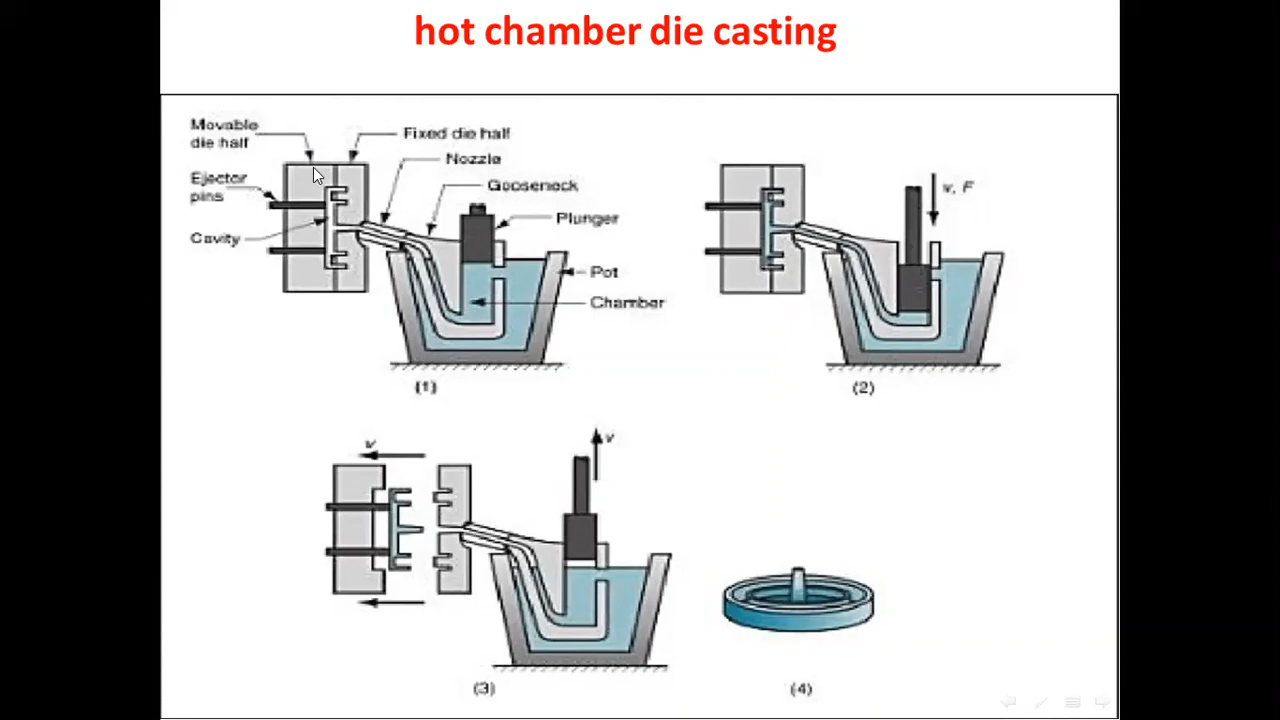 hot chamber die casting
Movable
die half
Fixed die half
Nozzle
Ejector
pins
Gooseneck
Plunger
Cavity
Pot
Chamber
(1)
v, F
(2)
v
v
(3)
(4)